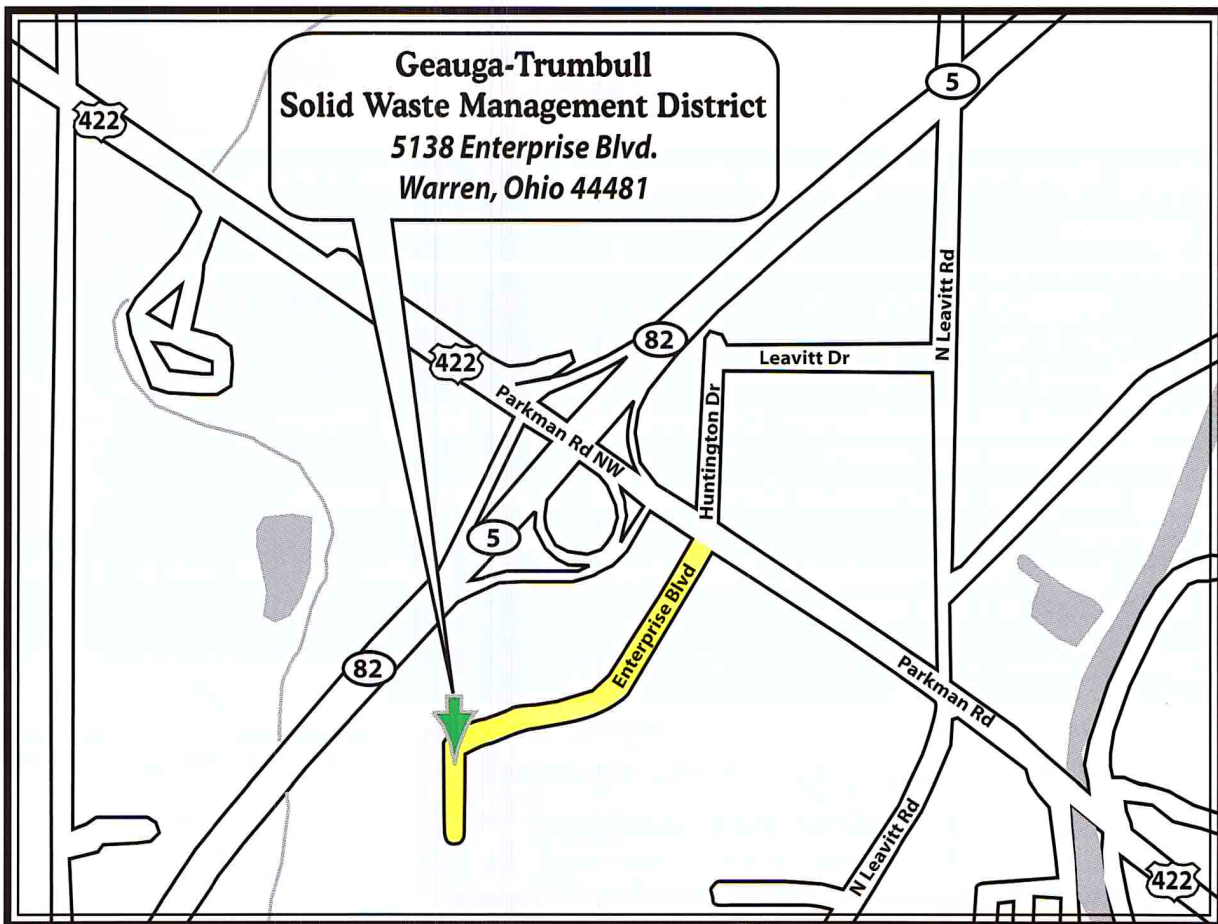 Geauga-Trumbull
Solid Waste Management District
5138 Enterprise Blvd.
Warren, Ohio 44481
422
5
82
422
Parkman Rd NW
Leavitt Dr
N Leavitt Rd
Huntington Dr
5
Enterprise Blvd
82
Parkman Rd
N Leavitt Rd
422